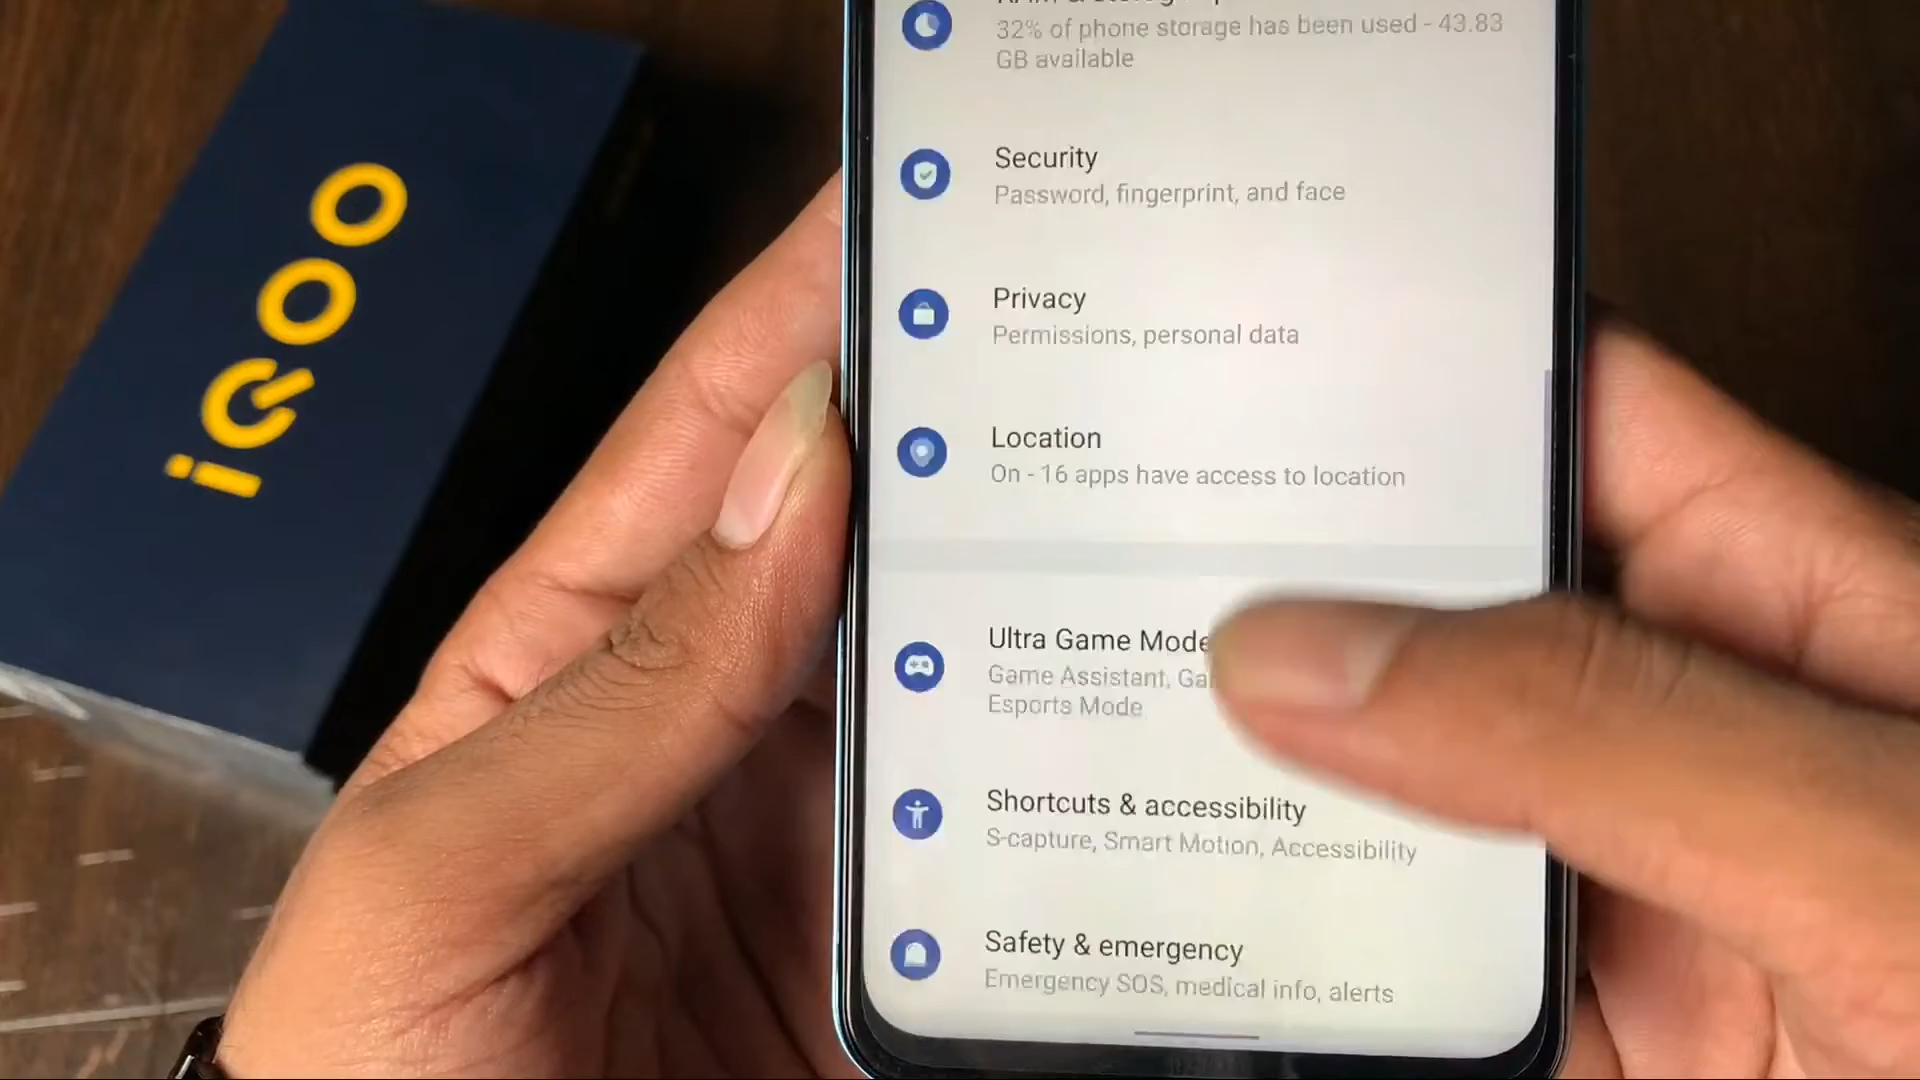 iQOO
32% of phone storage has been used - 43.83
GB available
Security
Password, fingerprint, and face
Privacy
Permissions, personal data
Location
On - 16 apps have access to location
Ultra Game Mode
Game Assistant,
Esports Mode
Shortcuts & accessibility
S-capture, Smart Motion, Accessibility
Safety & emergency
Emergency SOS, medical info, alerts